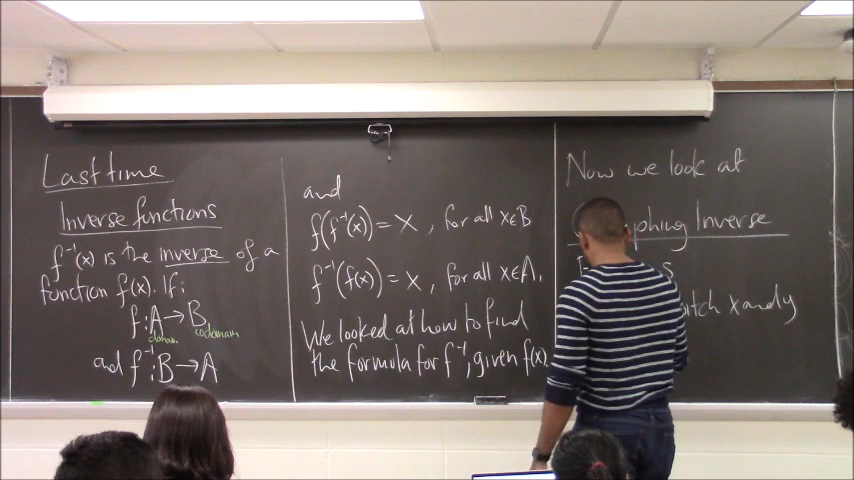 Last time
Inverse functions
f⁻¹(x) is the inverse of a
function f(x). If:
f: A → B
domain codomain
and f⁻¹: B → A
and
f(f⁻¹(x)) = x, for all x∈B
f⁻¹(f(x)) = x, for all x∈A.
We looked at how to find
the formula for f⁻¹, given f(x).
Now we look at
Inverse
x and y